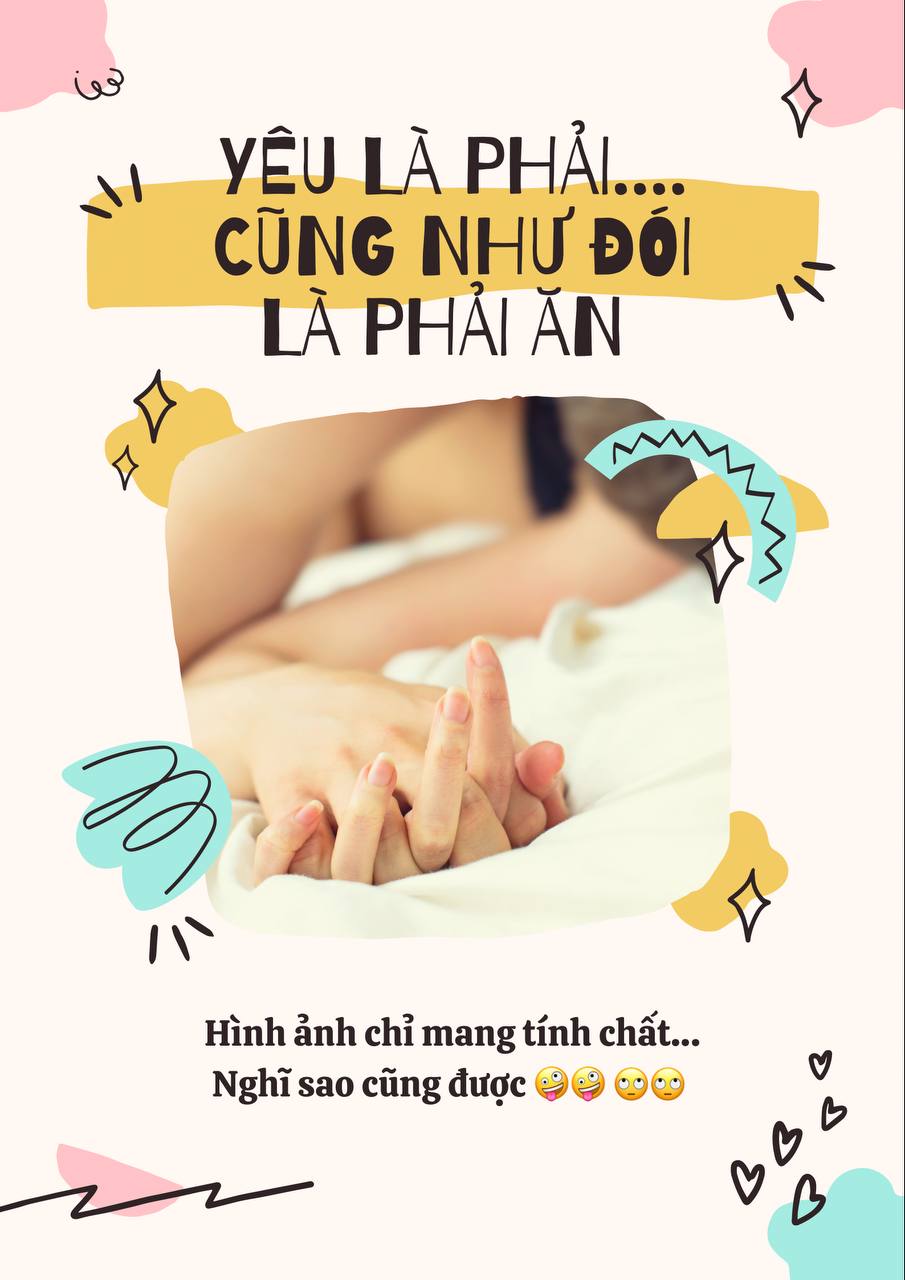 YÊU LÀ PHẢI....
CŨNG NHƯ ĐÓI
LÀ PHẢI ĂN
Hình ảnh chỉ mang tính chất...
Nghĩ sao cũng được 🤪🤪 🙄🙄